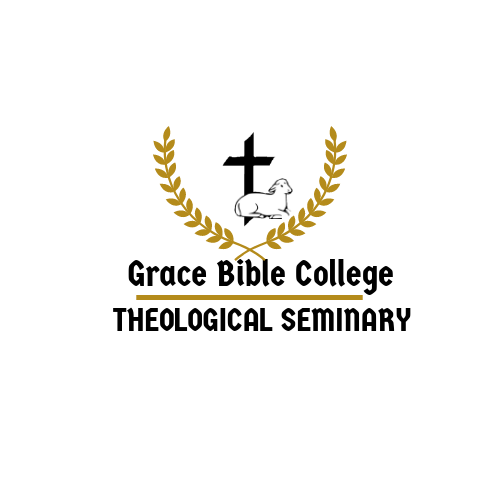 Grace Bible College
THEOLOGICAL SEMINARY